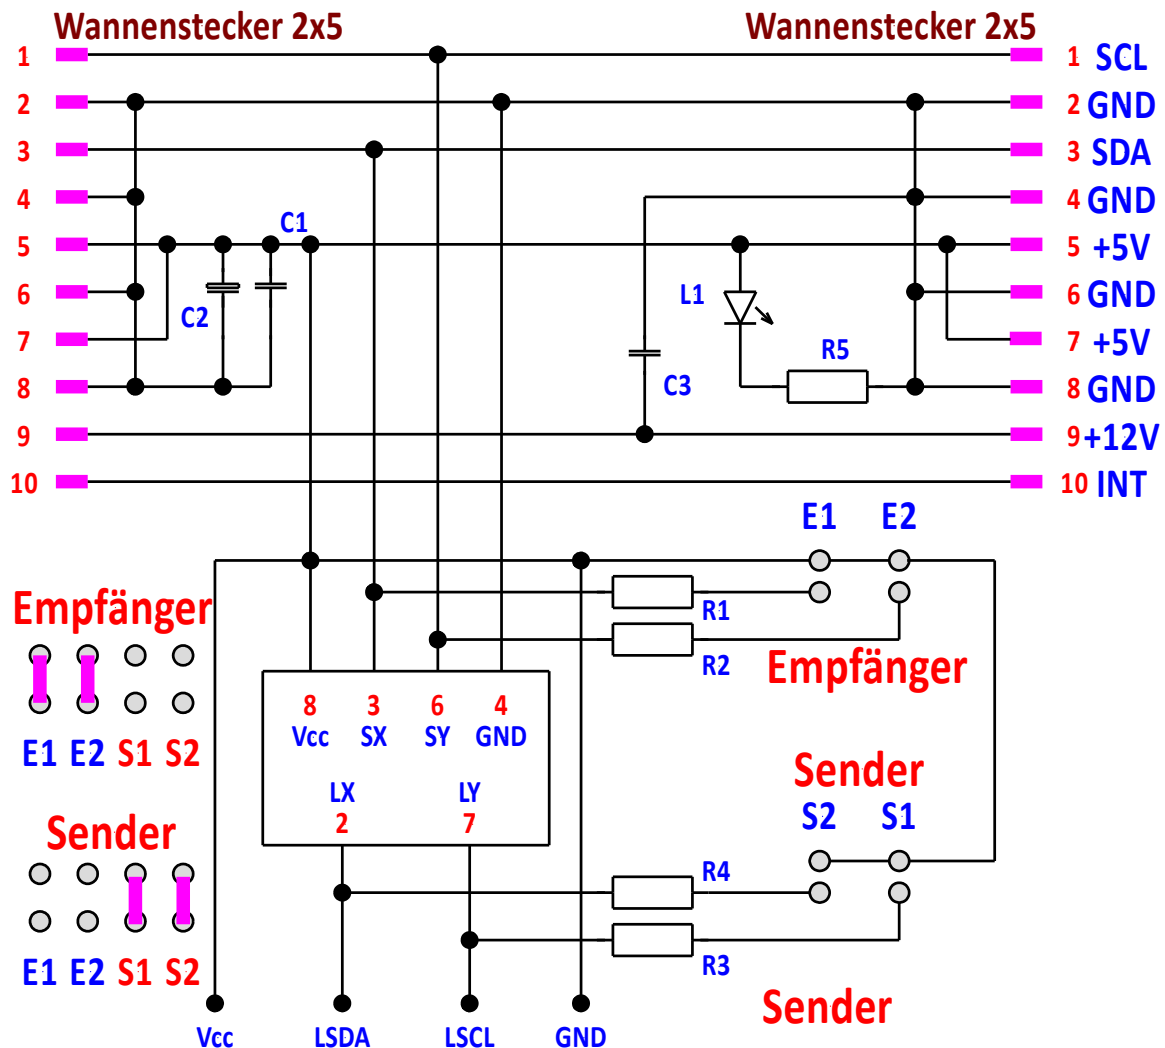 Wannenstecker 2x5 Wannenstecker 2x5
1 1 SCL
2 2 GND
3 3 SDA
4 4 GND
C1
5 5 +5V
6 L1 6 GND
C2
7 R5 7 +5V
8 C3 8 GND
9 9 +12V
10 10 INT
E1 E2
Empfänger R1
R2 Empfänger
8 3 6 4
Vcc SX SY GND
E1 E2 S1 S2
Sender
LX LY
2 7
S2 S1
Sender
R4
E1 E2 S1 S2
R3
Sender
Vcc LSDA LSCL GND